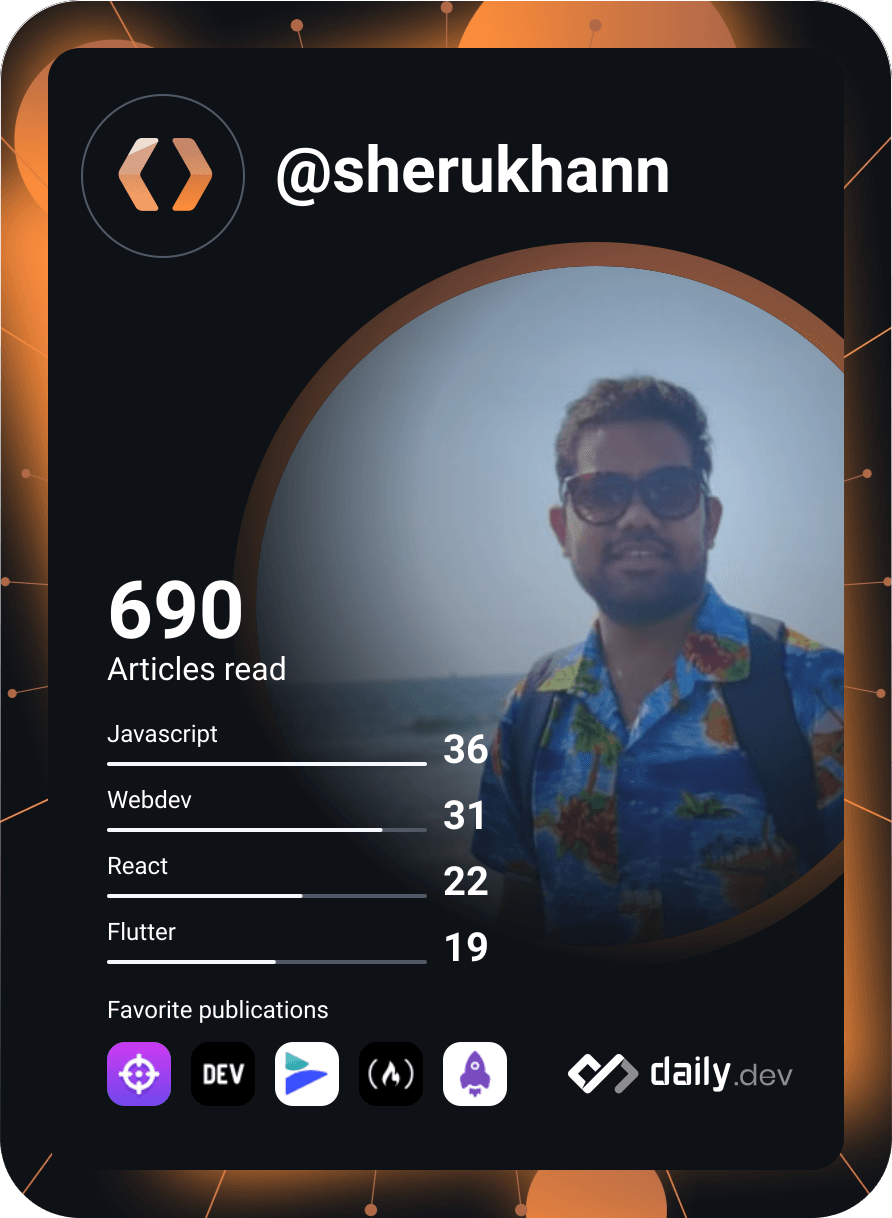 @sherukhann
690
Articles read
Javascript
36
Webdev
31
React
22
Flutter
19
Favorite publications
DEV
daily.dev